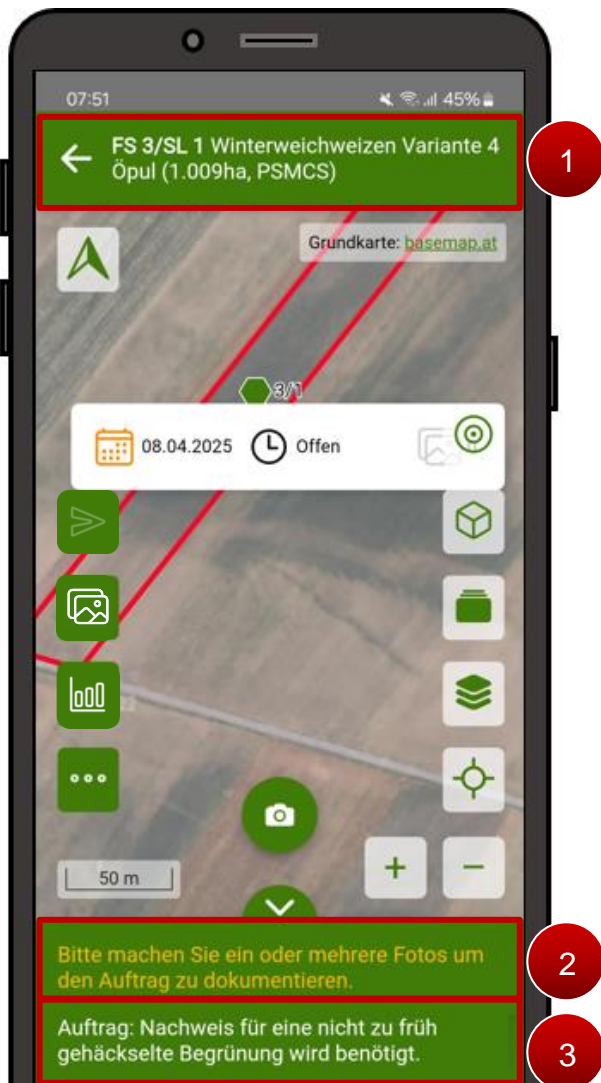 07:51
45%
FS 3/SL 1 Winterweichweizen Variante 4
Öpul (1.009ha, PSMCS)
1
Grundkarte: basemap.at
3/1
08.04.2025
Offen
50 m
+
−
Bitte machen Sie ein oder mehrere Fotos um
den Auftrag zu dokumentieren.
2
Auftrag: Nachweis für eine nicht zu früh
gehäckselte Begrünung wird benötigt.
3